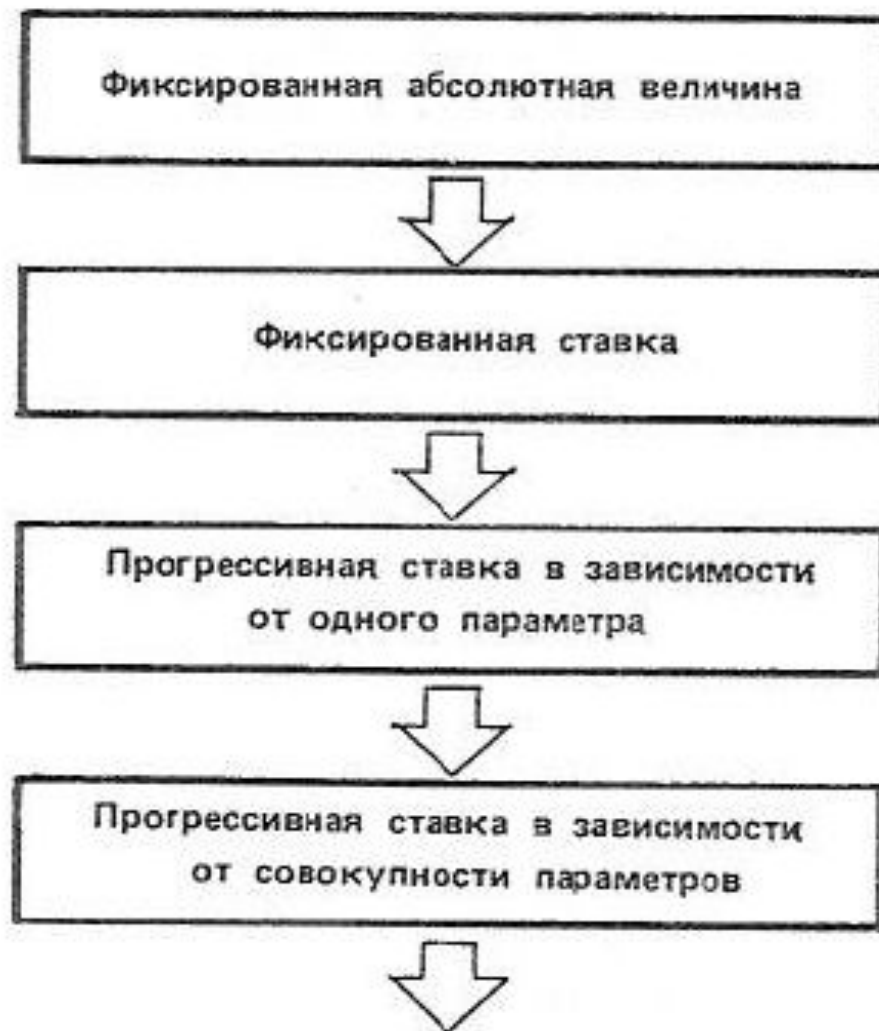 Фиксированная абсолютная величина
Фиксированная ставка
Прогрессивная ставка в зависимости
от одного параметра
Прогрессивная ставка в зависимости
от совокупности параметров